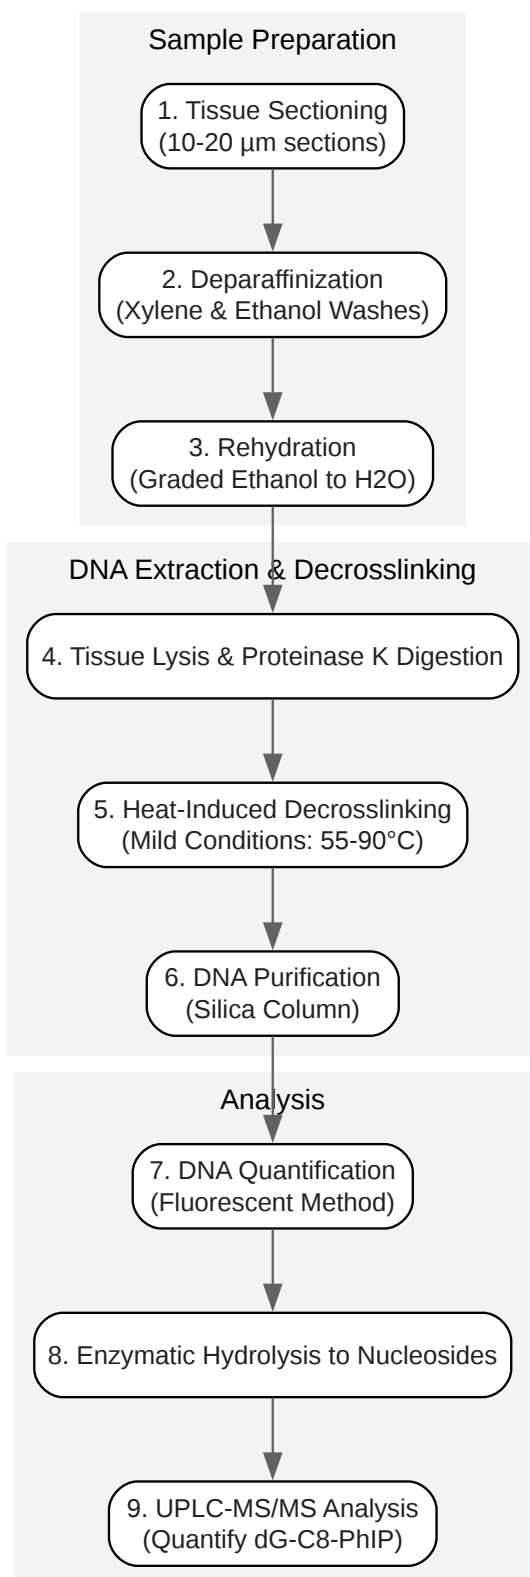 Sample Preparation
1. Tissue Sectioning
(10-20 µm sections)
2. Deparaffinization
(Xylene & Ethanol Washes)
3. Rehydration
(Graded Ethanol to H2O)
DNA Extraction & Decrosslinking
4. Tissue Lysis & Proteinase K Digestion
5. Heat-Induced Decrosslinking
(Mild Conditions: 55-90°C)
6. DNA Purification
(Silica Column)
Analysis
7. DNA Quantification
(Fluorescent Method)
8. Enzymatic Hydrolysis to Nucleosides
9. UPLC-MS/MS Analysis
(Quantify dG-C8-PhIP)